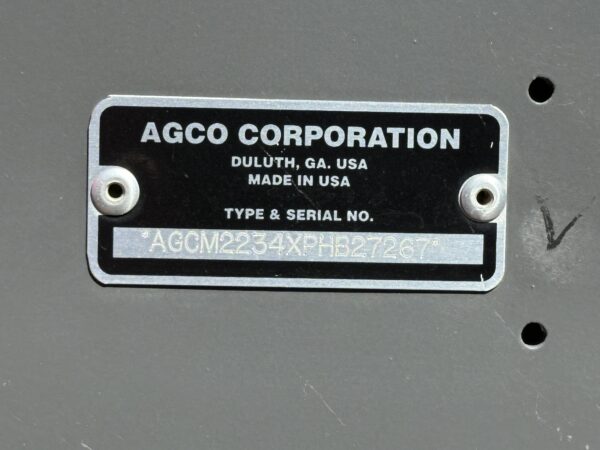 AGCO CORPORATION
DULUTH, GA. USA
MADE IN USA
TYPE & SERIAL NO.
*AGCM2234XPHB27267*